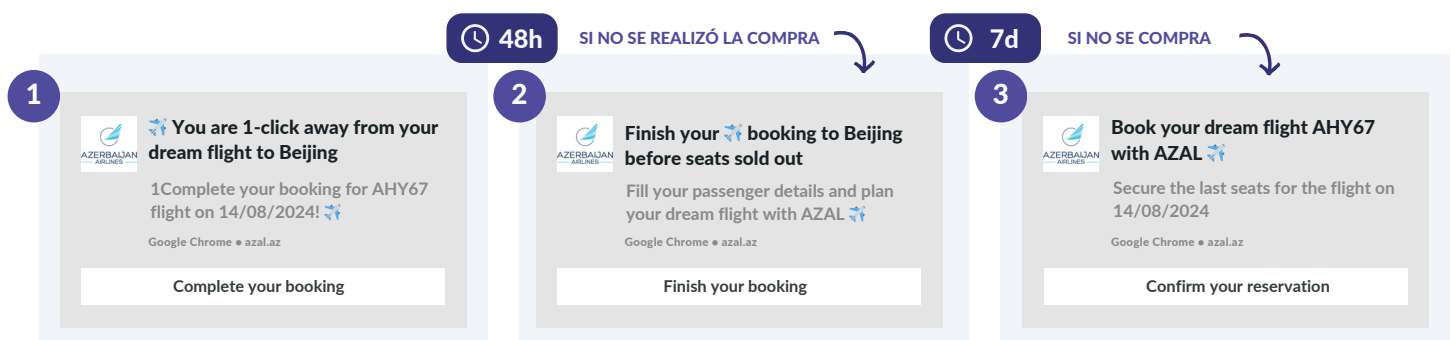 48h
SI NO SE REALIZÓ LA COMPRA
7d
SI NO SE COMPRA
1
AZERBAIJAN
AIRLINES
✈️ You are 1-click away from your
dream flight to Beijing
1Complete your booking for AHY67
flight on 14/08/2024! ✈️
Google Chrome • azal.az
Complete your booking
2
AZERBAIJAN
AIRLINES
Finish your ✈️ booking to Beijing
before seats sold out
Fill your passenger details and plan
your dream flight with AZAL ✈️
Google Chrome • azal.az
Finish your booking
3
AZERBAIJAN
AIRLINES
Book your dream flight AHY67
with AZAL ✈️
Secure the last seats for the flight on
14/08/2024
Google Chrome • azal.az
Confirm your reservation